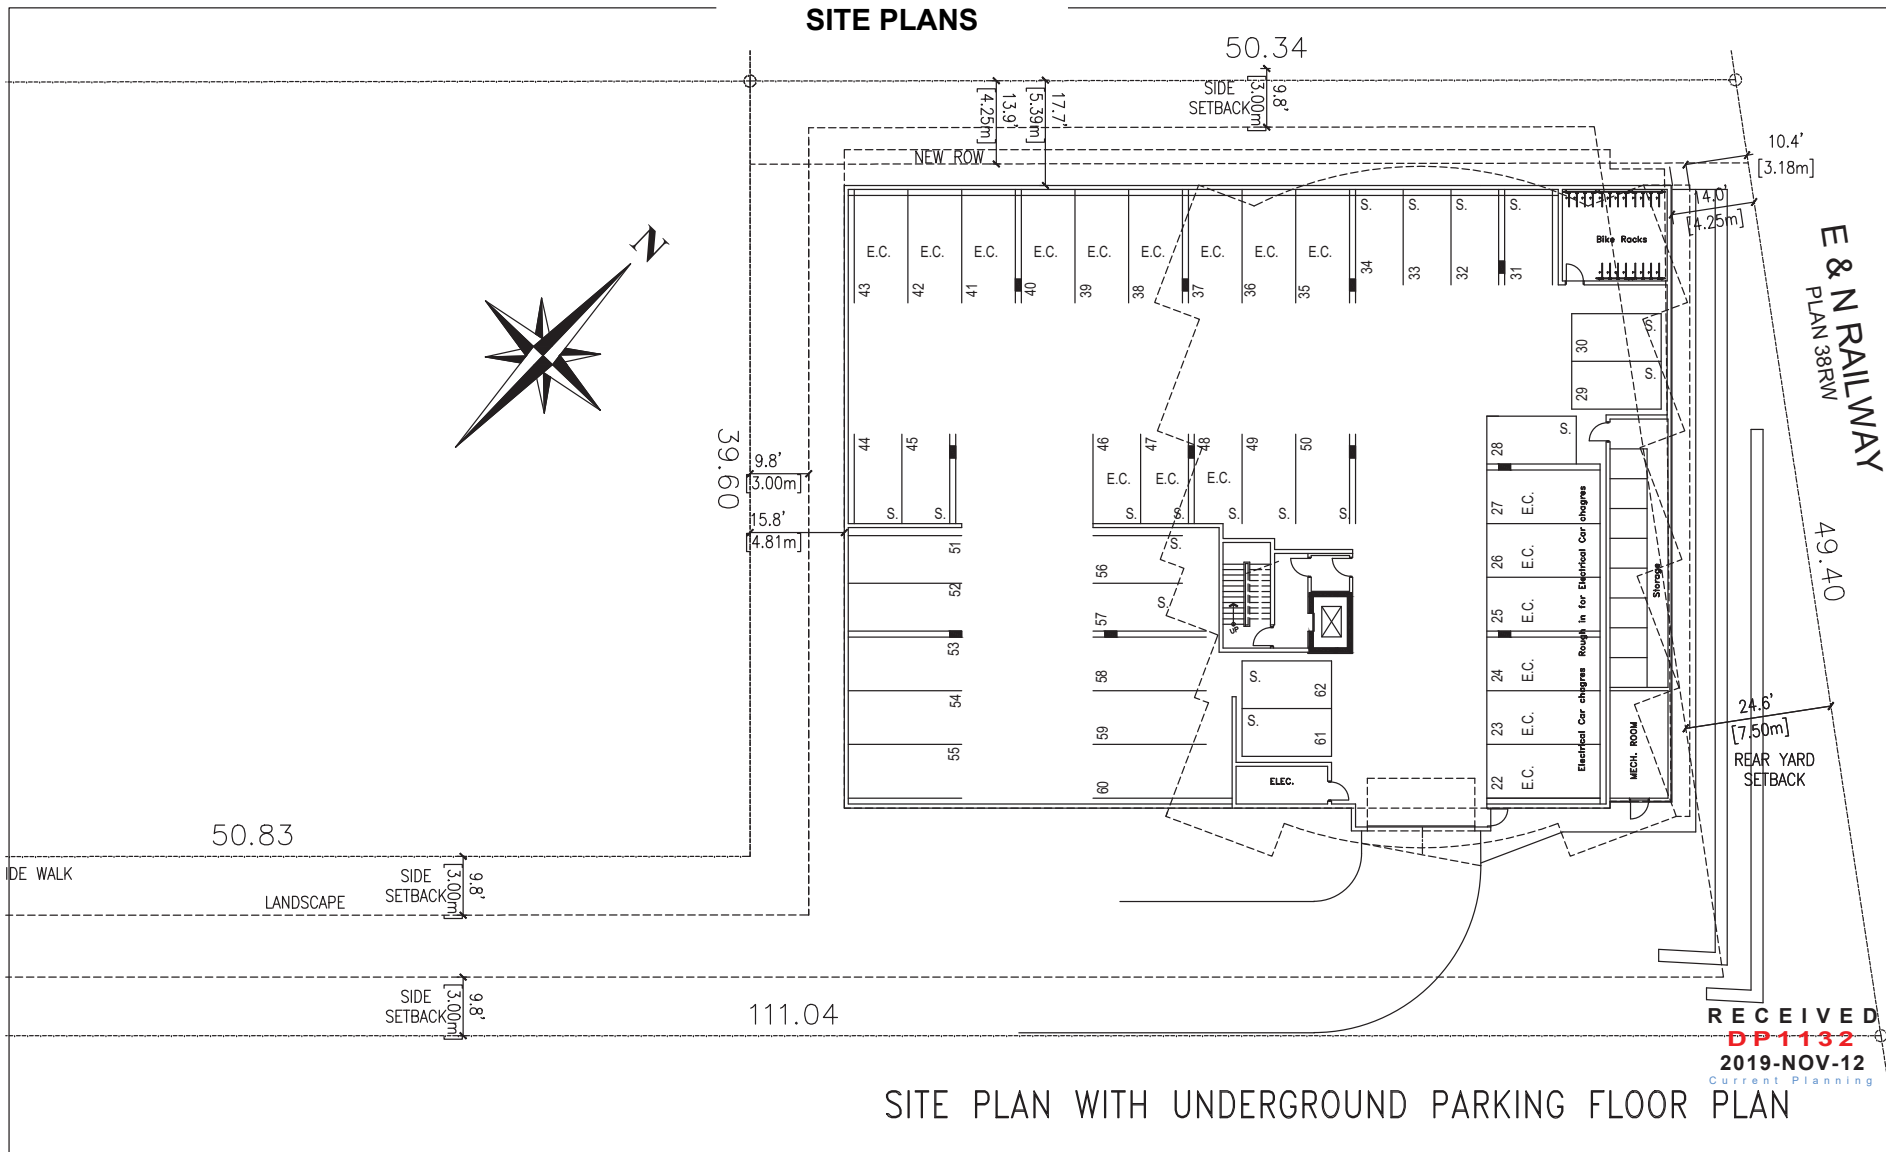 SITE PLANS
50.34
SIDE
SETBACK
9.8'
[3.00m]
13.9'
[4.25m]
17.7'
[5.39m]
NEW ROW
10.4'
[3.18m]
14.0'
[4.25m]
E & N RAILWAY
PLAN 38RW
N
E.C. E.C. E.C. E.C. E.C. E.C. E.C. E.C. E.C. S. S. S. S.
43 42 41 40 39 38 37 36 35 34 33 32 31
Bike Racks
30 S.
29 S.
28 S.
44 45 46 47 48 49 50
E.C. E.C. E.C.
S. S. S. S. S. S. S.
39.60
9.8'
[3.00m]
15.8'
[4.81m]
51
52
53
54
55
56 S.
57 S.
58
59
60
UP
S. 62
S. 61
ELEC.
27 E.C.
26 E.C.
25 E.C.
24 E.C.
23 E.C.
22 E.C.
Electrical Car chagres Rough in for Electrical Car chagres
Storage
MECH. ROOM
49.40
24.6'
[7.50m]
REAR YARD
SETBACK
50.83
IDE WALK
LANDSCAPE
SIDE
SETBACK
9.8'
[3.00m]
SIDE
SETBACK
9.8'
[3.00m]
111.04
RECEIVED
DP1132
2019-NOV-12
Current Planning
SITE PLAN WITH UNDERGROUND PARKING FLOOR PLAN